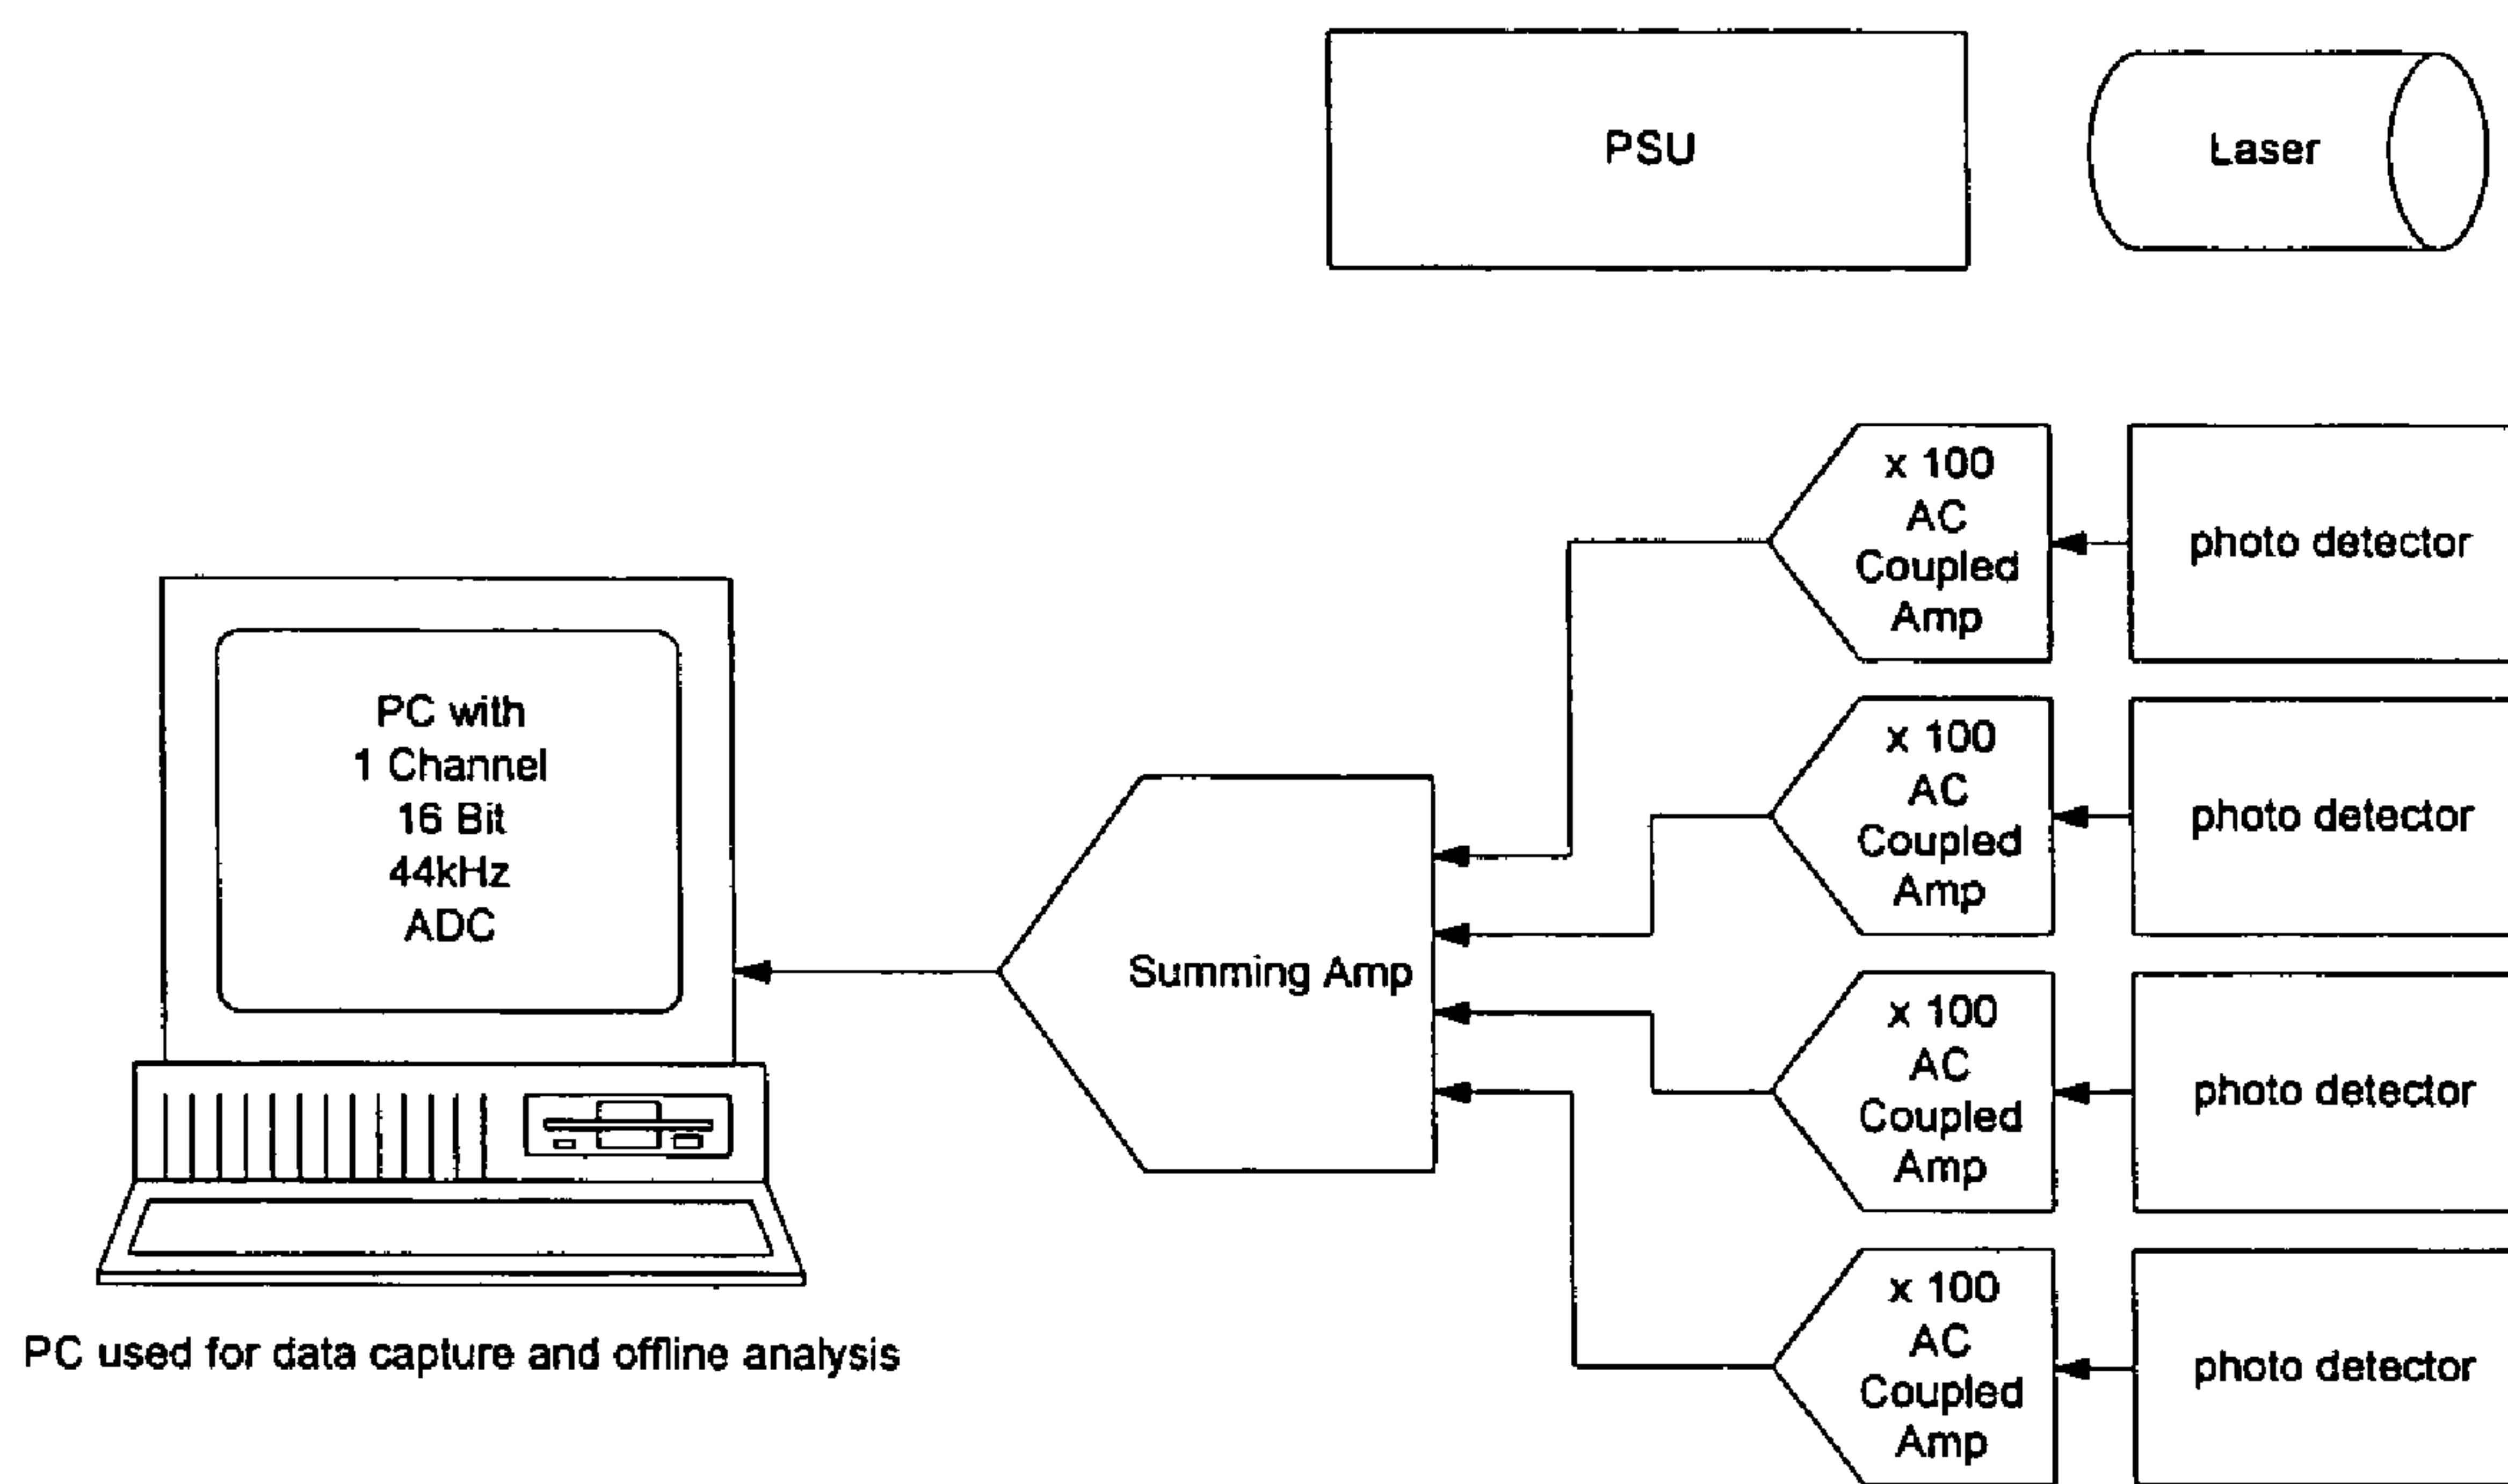 PSU
Laser
x 100
AC
Coupled
Amp
photo detector
x 100
AC
Coupled
Amp
photo detector
PC with
1 Channel
16 Bit
44kHz
ADC
Summing Amp
x 100
AC
Coupled
Amp
photo detector
x 100
AC
Coupled
Amp
photo detector
PC used for data capture and offline analysis